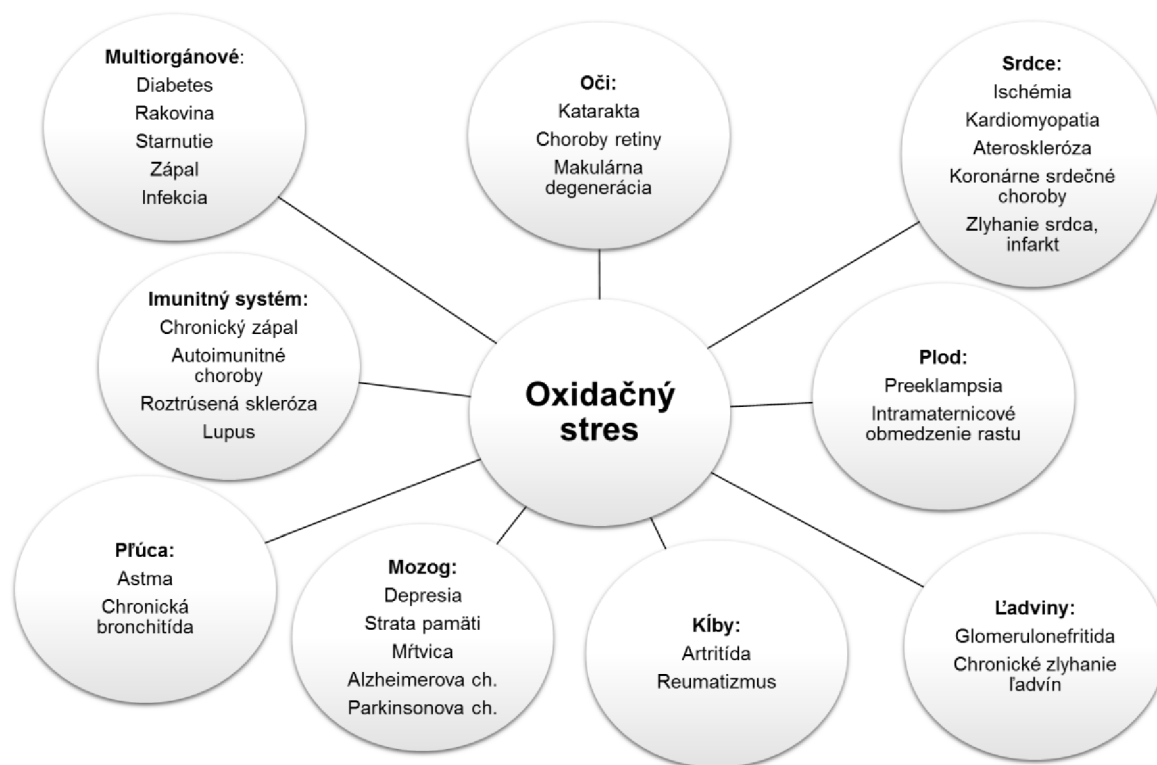 Multiorgánové:
Diabetes
Rakovina
Starnutie
Zápal
Infekcia
Oči:
Katarakta
Choroby retiny
Makulárna
degenerácia
Srdce:
Ischémia
Kardiomyopatia
Ateroskleróza
Koronárne srdečné
choroby
Zlyhanie srdca,
infarkt
Imunitný systém:
Chronický zápal
Autoimunitné
choroby
Roztrúsená skleróza
Lupus
Oxidačný
stres
Plod:
Preeklampsia
Intramaternicové
obmedzenie rastu
Pľúca:
Astma
Chronická
bronchitída
Mozog:
Depresia
Strata pamäti
Mŕtvica
Alzheimerova ch.
Parkinsonova ch.
Kĺby:
Artritída
Reumatizmus
Ľadviny:
Glomerulonefritida
Chronické zlyhanie
ľadvín